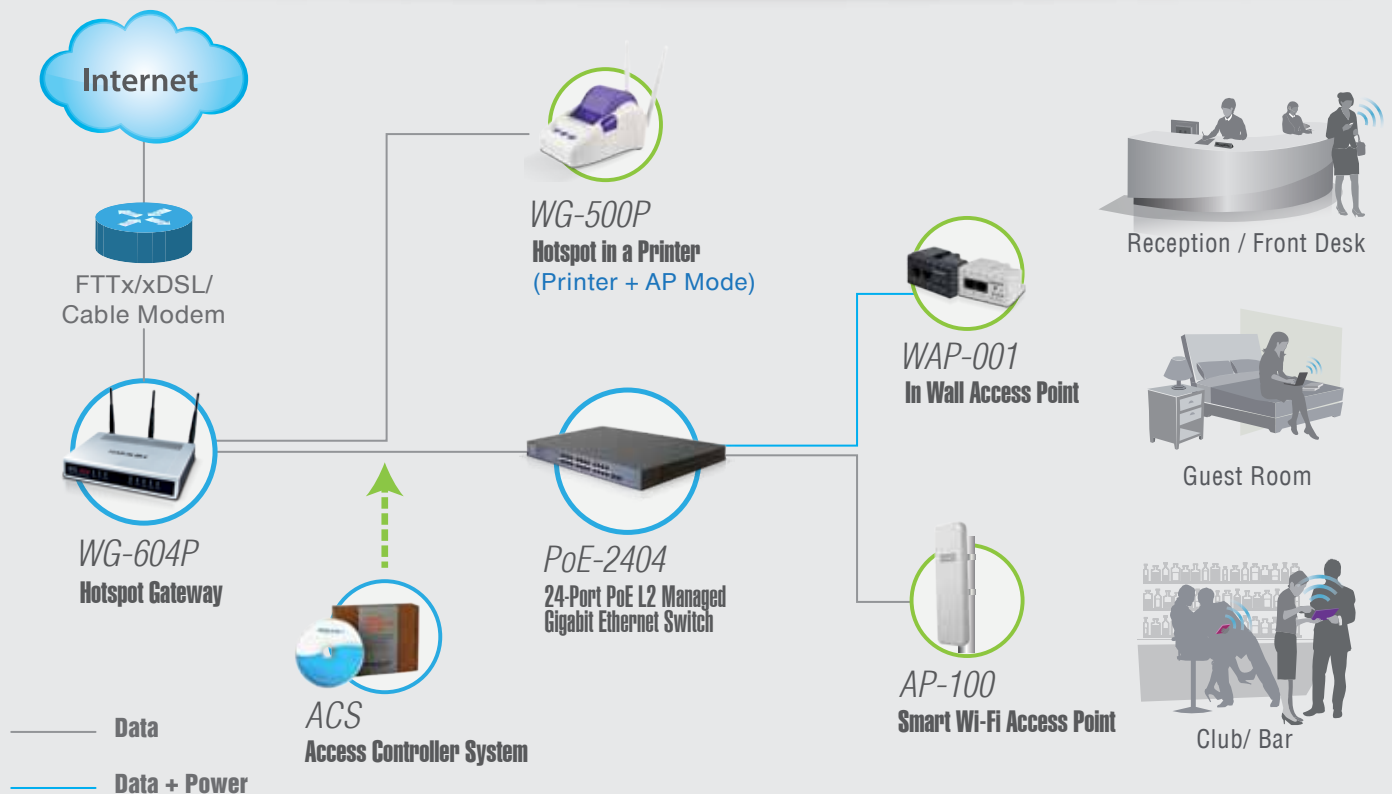 Internet
FTTx/xDSL/
Cable Modem
WG-500P
Hotspot in a Printer
(Printer + AP Mode)
Reception / Front Desk
WAP-001
In Wall Access Point
Guest Room
WG-604P
Hotspot Gateway
PoE-2404
24-Port PoE L2 Managed
Gigabit Ethernet Switch
ACS
Access Controller System
AP-100
Smart Wi-Fi Access Point
Club/ Bar
Data
Data + Power